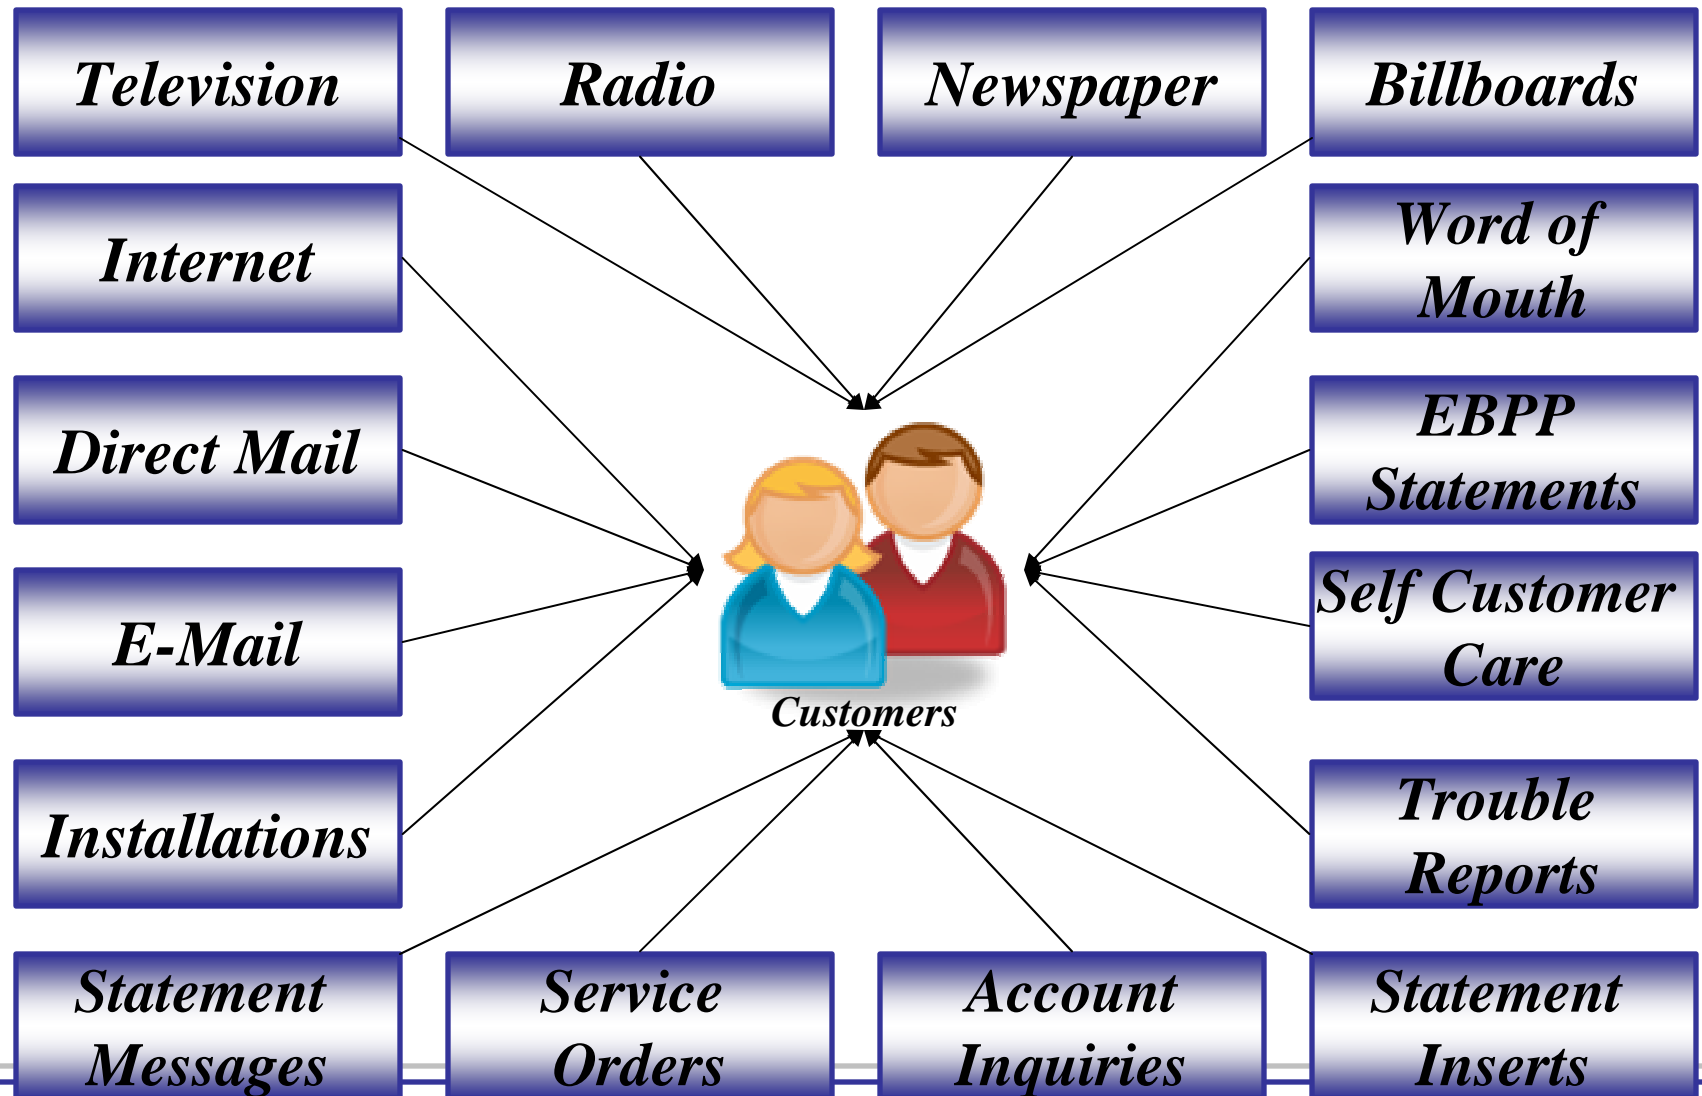 Television
Radio
Newspaper
Billboards
Internet
Word of
Mouth
Direct Mail
EBPP
Statements
E-Mail
Self Customer
Care
Customers
Installations
Trouble
Reports
Statement
Messages
Service
Orders
Account
Inquiries
Statement
Inserts